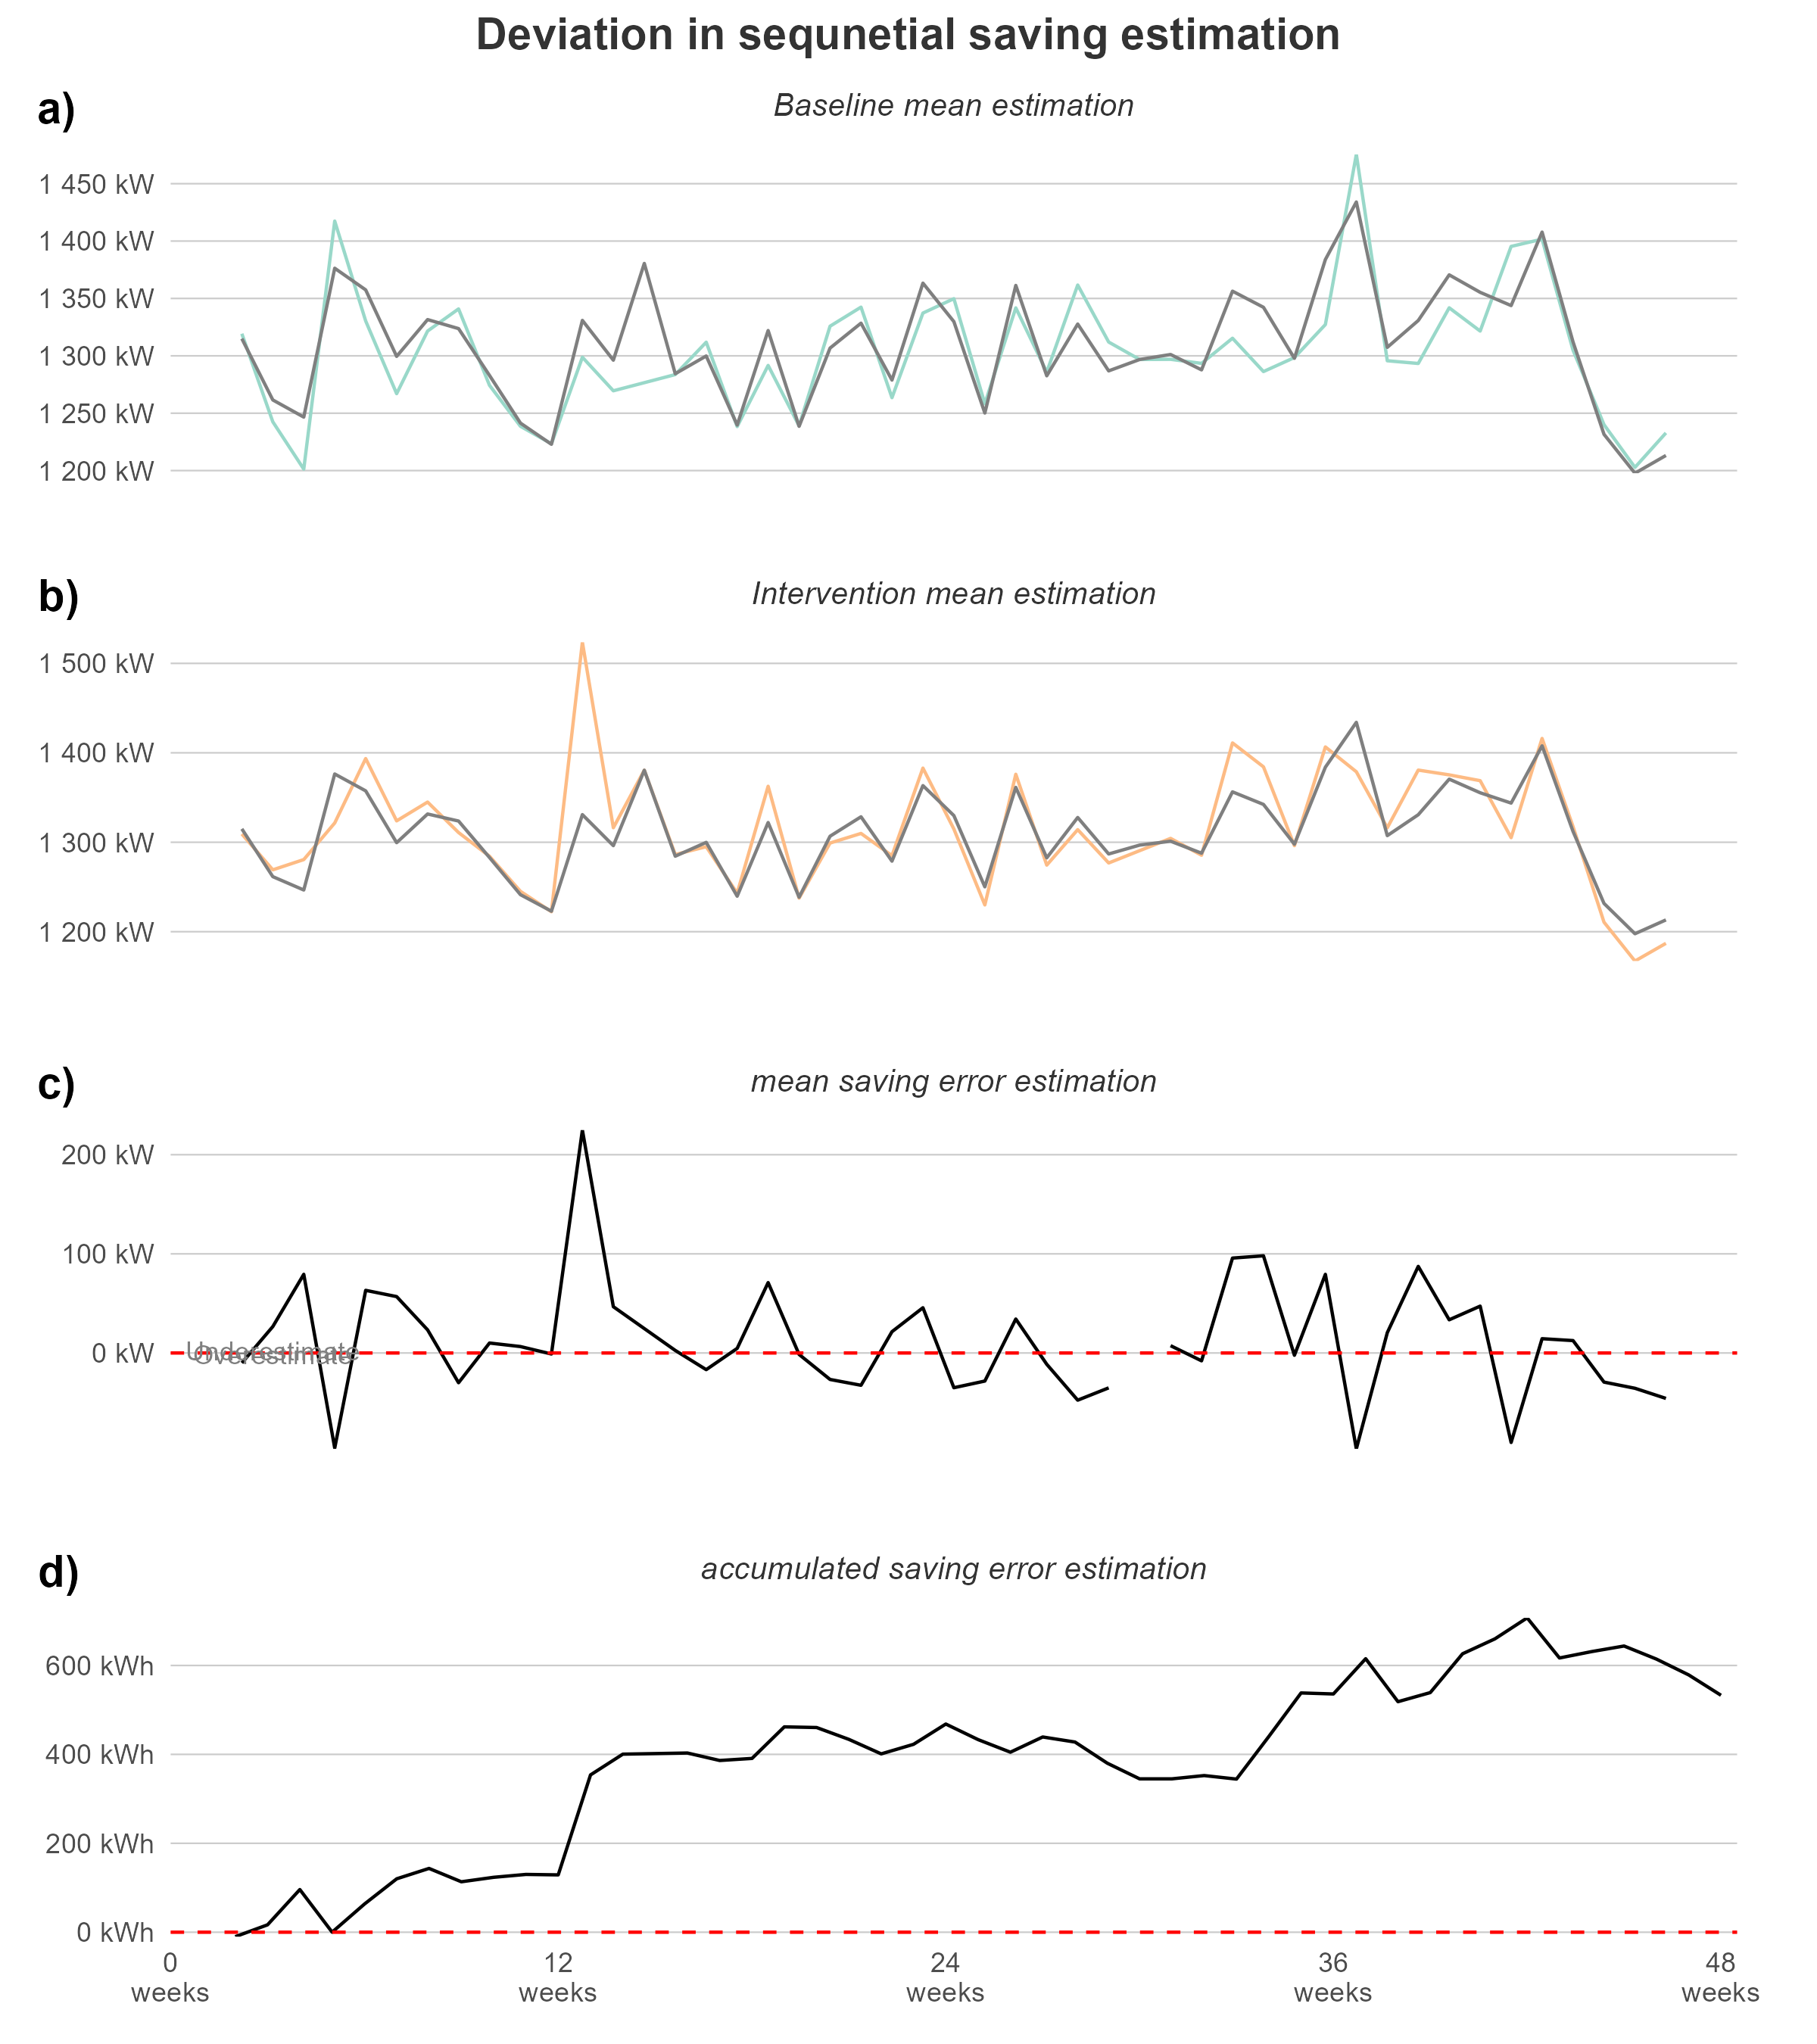 Deviation in sequnetial saving estimation
a)
Baseline mean estimation
1 450 kW
1 400 kW
1 350 kW
1 300 kW
1 250 kW
1 200 kW
b)
Intervention mean estimation
1 500 kW
1 400 kW
1 300 kW
1 200 kW
c)
mean saving error estimation
200 kW
100 kW
0 kW
Underestimate
Overestimate
d)
accumulated saving error estimation
600 kWh
400 kWh
200 kWh
0 kWh
0 12 24 36 48
weeks weeks weeks weeks weeks